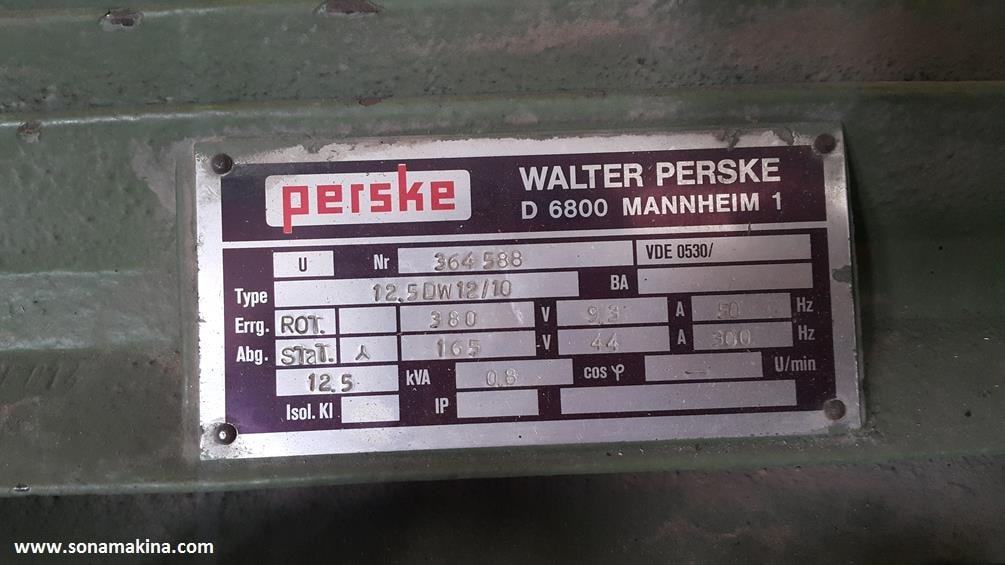 perske
WALTER PERSKE
D 6800 MANNHEIM 1
U Nr 364 588 VDE 0530/
Type 12,5DW12/10 BA
Errg. ROT. 380 V 9,3 A 50 Hz
Abg. STaT. 人 165 V 44 A 300 Hz
12,5 kVA 0,8 cos φ U/min
Isol. Kl IP
www.sonamakina.com